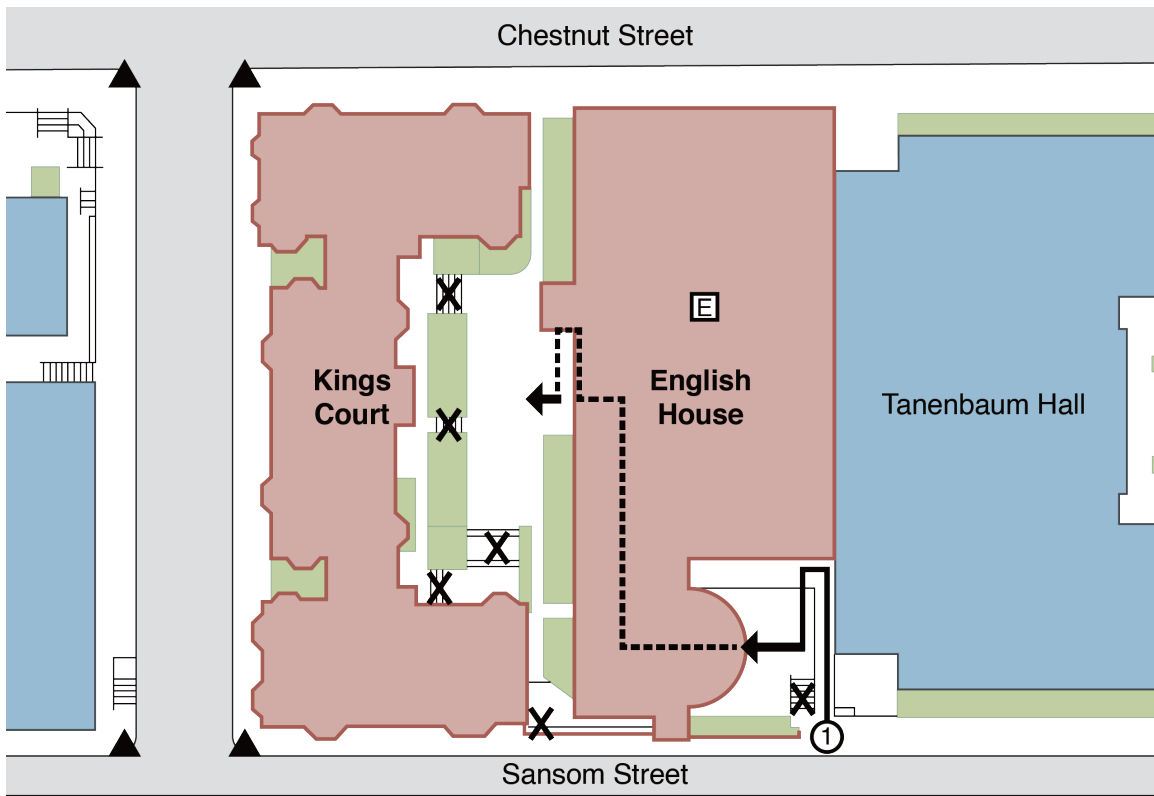 Chestnut Street
E
Kings
Court
English
House
Tanenbaum Hall
1
Sansom Street